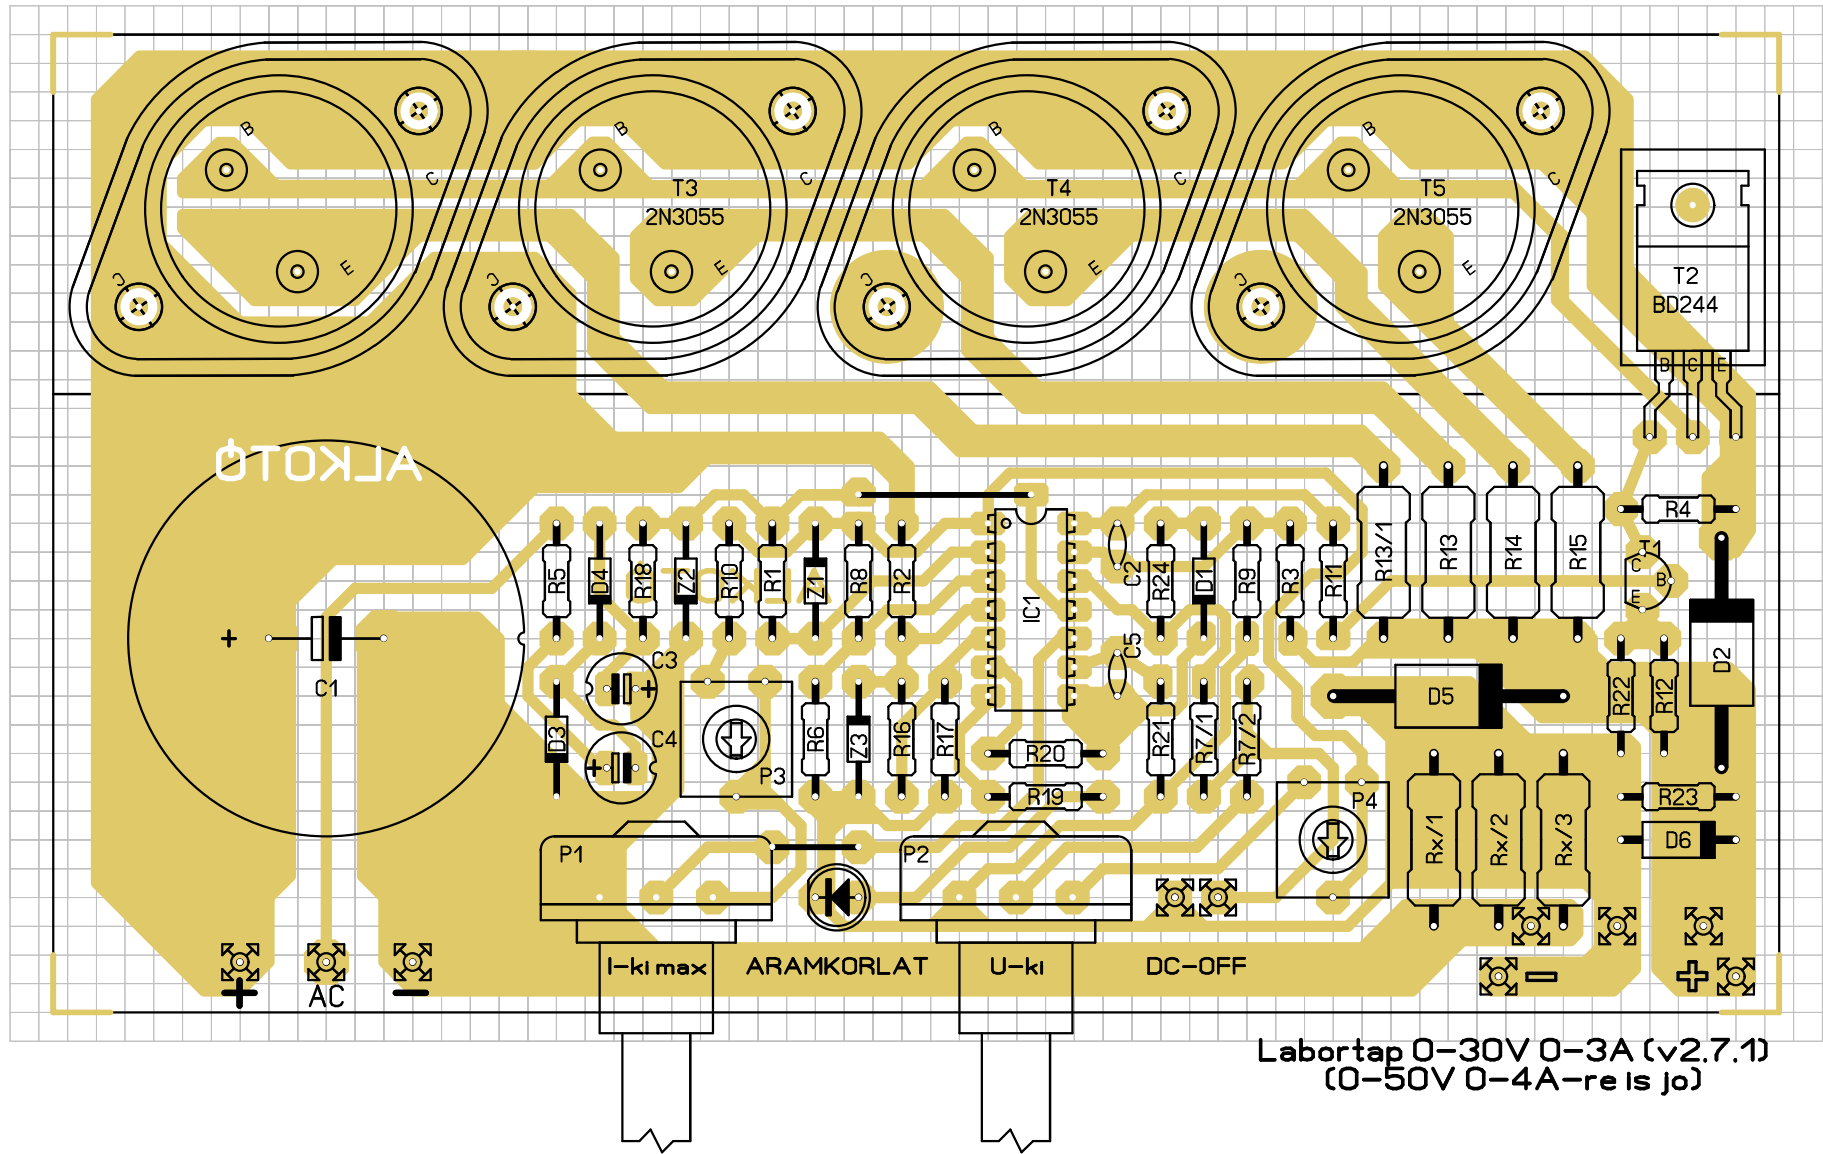 B
B
B
B
C
C
C
C
T3
2N3055
T4
2N3055
T5
2N3055
E
E
E
E
C
C
C
C
T2
BD244
B C E
ALKOTÓ
R4
T1
C
B
E
R5
D4
R18
Z2
R10
R1
Z1
R8
R2
IC1
C2
R24
D1
R9
R3
R11
R13/1
R13
R14
R15
ALKOTO
+
C1
C3
+
C5
D5
D2
R22
R12
D3
C4
+
P3
R6
Z3
R16
R17
R20
R19
R21
R7/1
R7/2
P4
Rx/1
Rx/2
Rx/3
R23
D6
P1
P2
I-ki max
ARAMKORLAT
U-ki
DC-OFF
+
AC
−
−
+
Labortap 0-30V 0-3A (v2.7.1)
(0-50V 0-4A-re is jo)